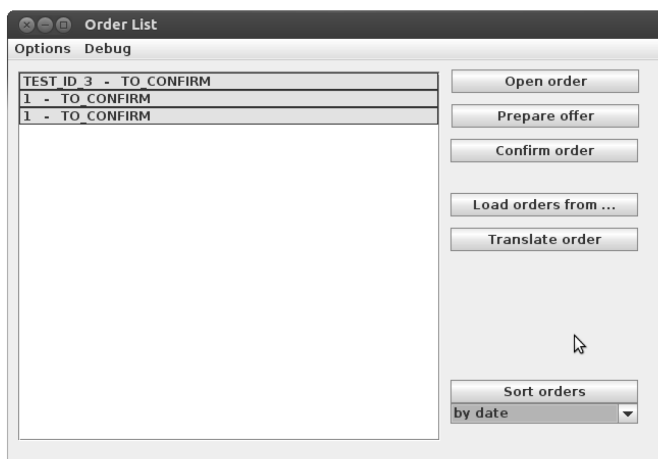 Order List
Options Debug
TEST_ID_3 - TO_CONFIRM
1 - TO_CONFIRM
1 - TO_CONFIRM
Open order
Prepare offer
Confirm order
Load orders from ...
Translate order
Sort orders
by date